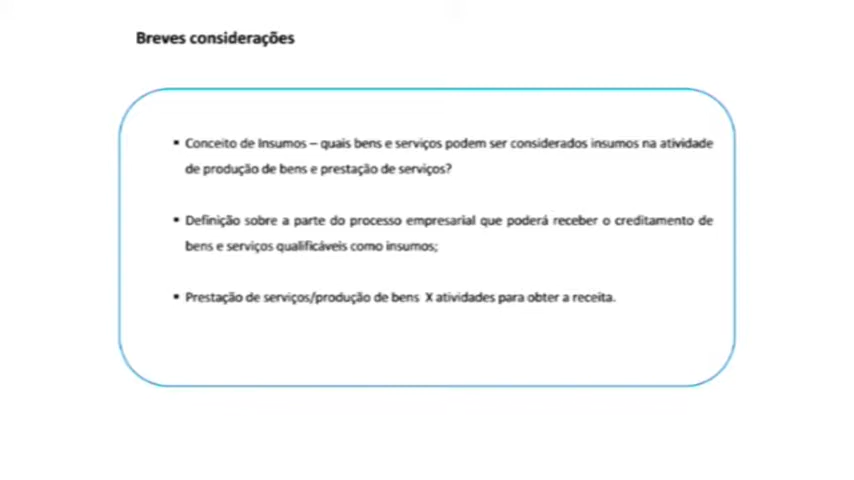 Breves considerações
▪ Conceito de Insumos – quais bens e serviços podem ser considerados insumos na atividade
de produção de bens e prestação de serviços?
▪ Definição sobre a parte do processo empresarial que poderá receber o creditamento de
bens e serviços qualificáveis como insumos;
▪ Prestação de serviços/produção de bens X atividades para obter a receita.